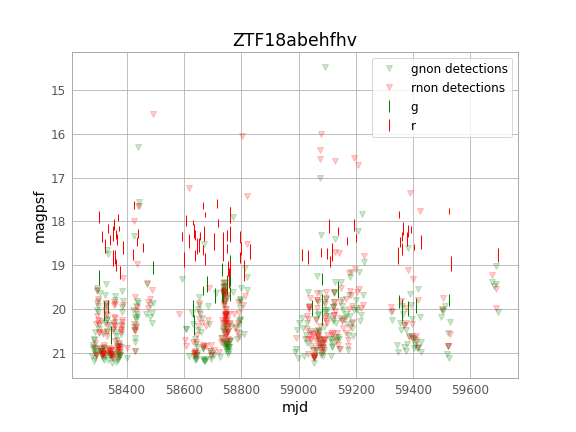 ZTF18abehfhv
gnon detections
rnon detections
g
r
magpsf
15
16
17
18
19
20
21
58400 58600 58800 59000 59200 59400 59600
mjd